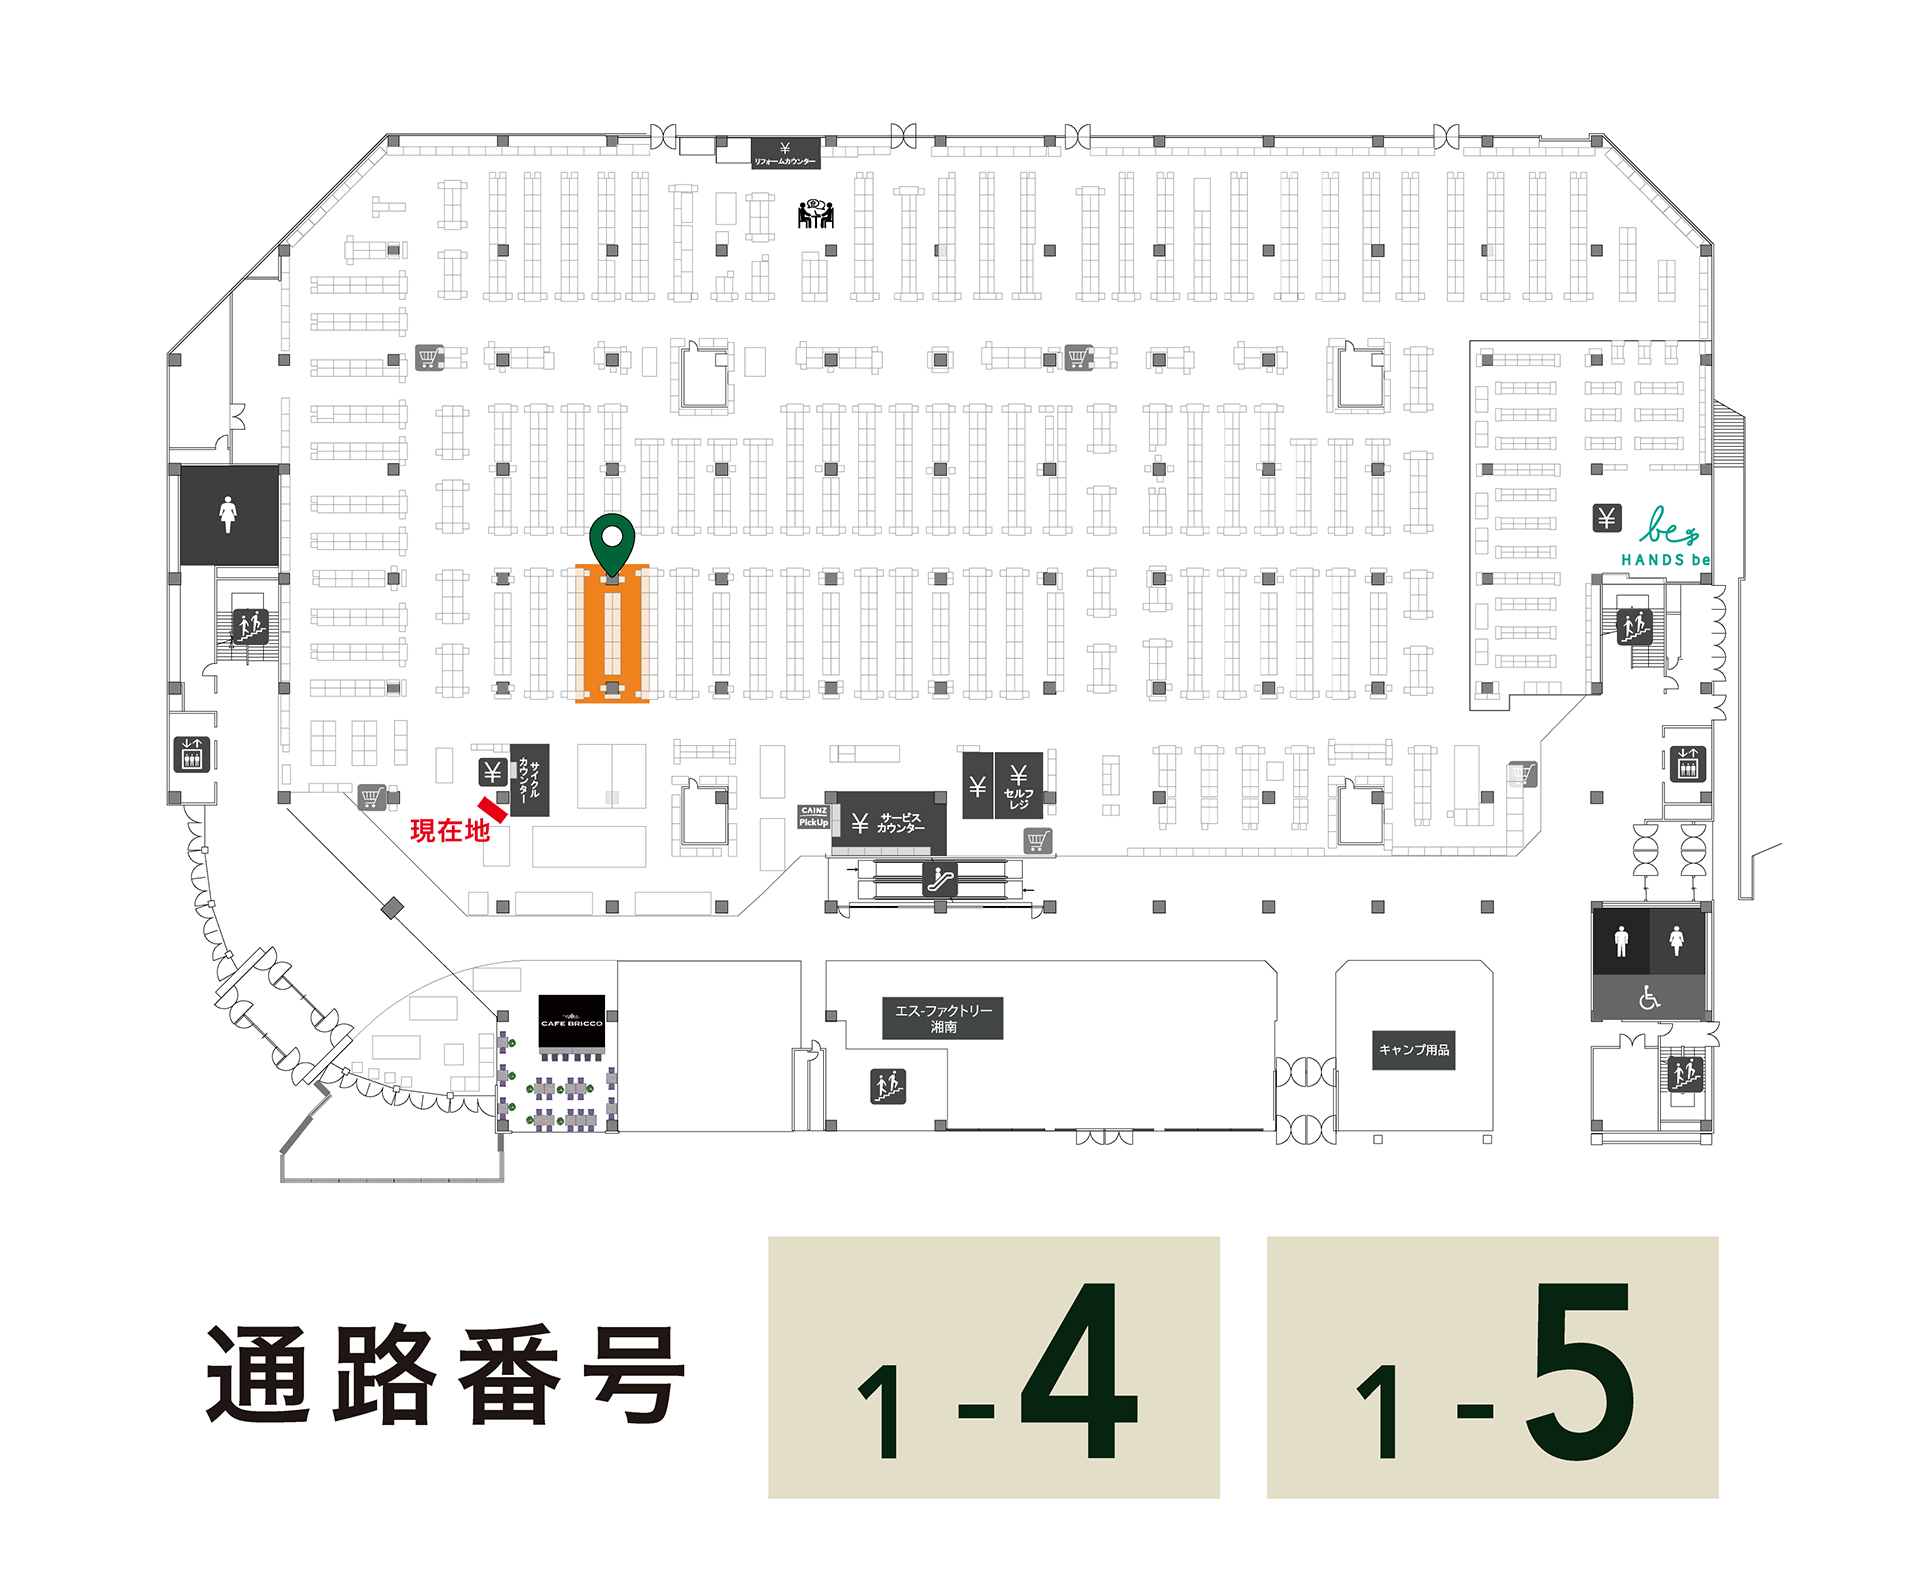 ¥
リフォームカウンター
¥
be
HANDS be
¥
サイクル
カウンター
現在地
CAINZ
PickUp
¥
サービス
カウンター
¥
¥
セルフ
レジ
CAFE BRICCO
エス-ファクトリー
湘南
キャンプ用品
通路番号
1-4
1-5